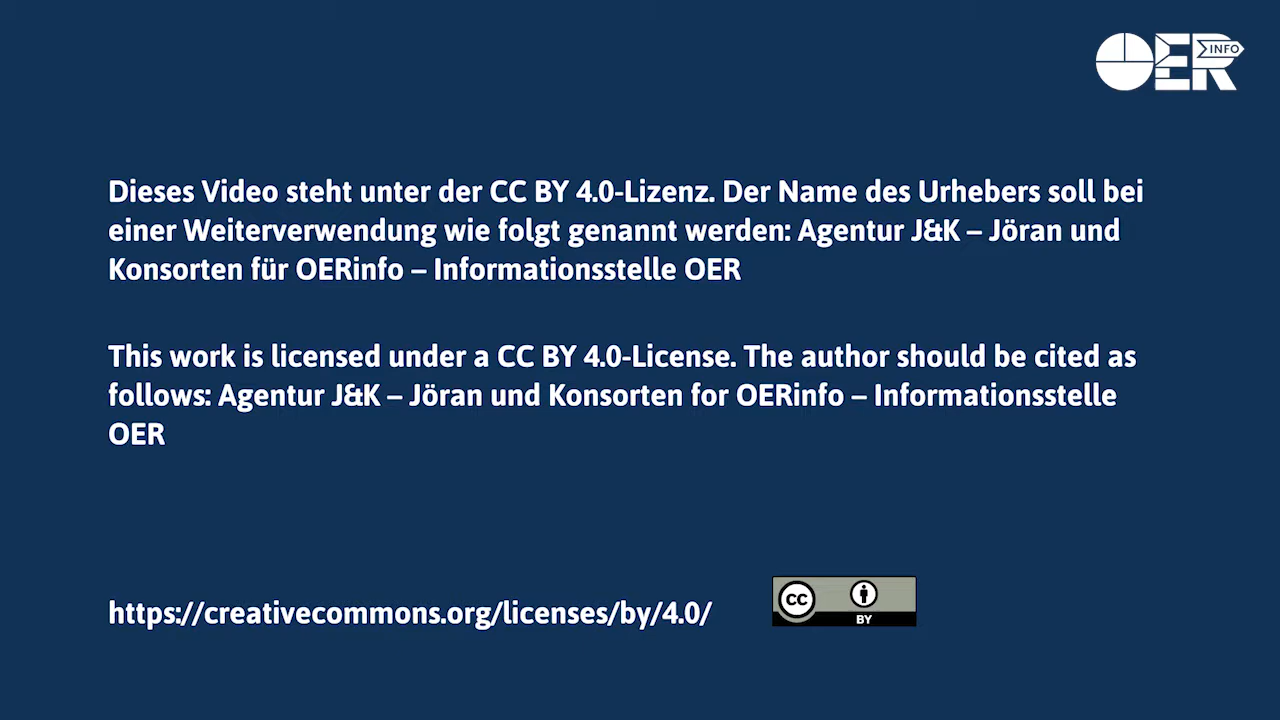 OER INFO
Dieses Video steht unter der CC BY 4.0-Lizenz. Der Name des Urhebers soll bei
einer Weiterverwendung wie folgt genannt werden: Agentur J&K – Jöran und
Konsorten für OERinfo – Informationsstelle OER
This work is licensed under a CC BY 4.0-License. The author should be cited as
follows: Agentur J&K – Jöran und Konsorten for OERinfo – Informationsstelle
OER
https://creativecommons.org/licenses/by/4.0/
CC
BY